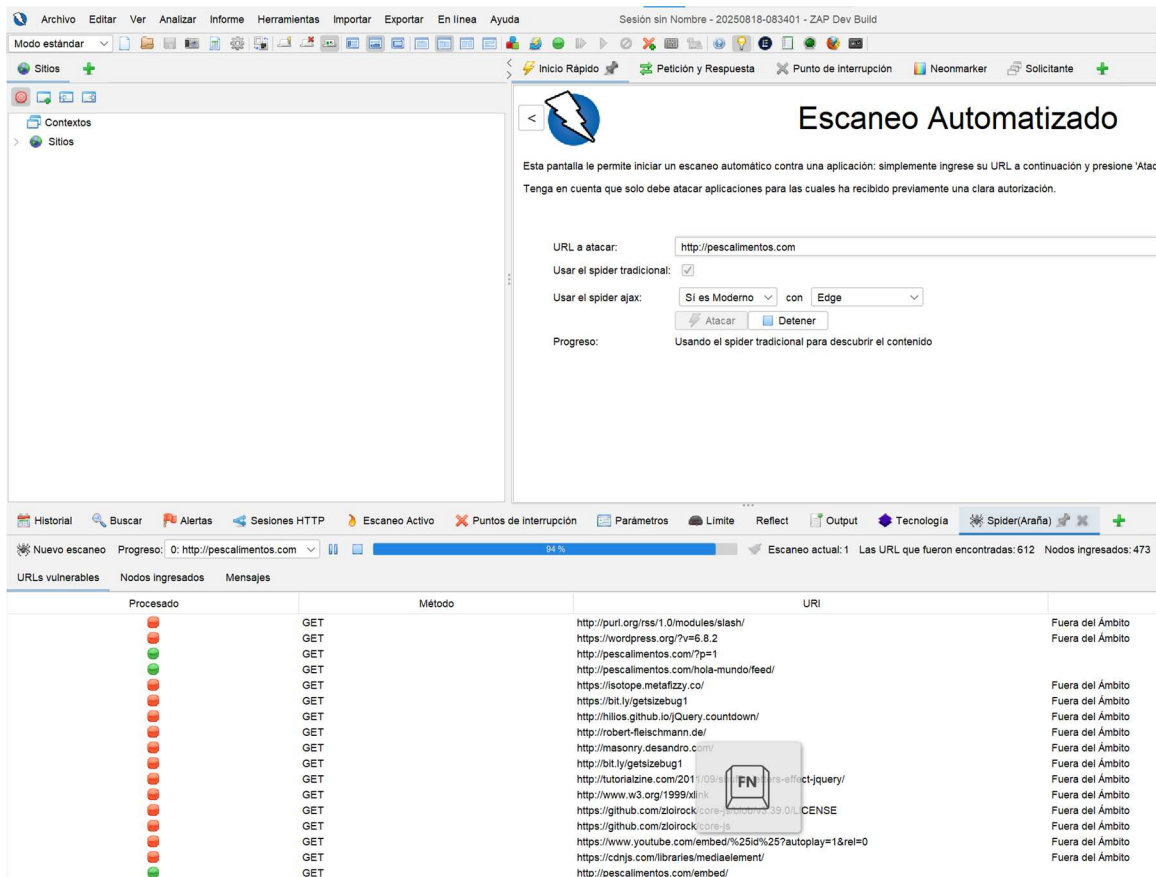 Archivo Editar Ver Analizar Informe Herramientas Importar Exportar En línea Ayuda Sesión sin Nombre - 20250818-083401 - ZAP Dev Build
Modo estándar
Sitios
Inicio Rápido Petición y Respuesta Punto de interrupción Neonmarker Solicitante
Contextos
Sitios
<
Escaneo Automatizado
Esta pantalla le permite iniciar un escaneo automático contra una aplicación: simplemente ingrese su URL a continuación y presione 'Atac
Tenga en cuenta que solo debe atacar aplicaciones para las cuales ha recibido previamente una clara autorización.
URL a atacar: http://pescalimentos.com
Usar el spider tradicional:
Usar el spider ajax: Sí es Moderno con Edge
Atacar Detener
Progreso: Usando el spider tradicional para descubrir el contenido
Historial Buscar Alertas Sesiones HTTP Escaneo Activo Puntos de interrupción Parámetros Límite Reflect Output Tecnología Spider(Araña)
Nuevo escaneo Progreso: 0: http://pescalimentos.com 94 % Escaneo actual: 1 Las URL que fueron encontradas: 612 Nodos ingresados: 473
URLs vulnerables Nodos ingresados Mensajes
Procesado Método URI
GET http://purl.org/rss/1.0/modules/slash/ Fuera del Ámbito
GET https://wordpress.org/?v=6.8.2 Fuera del Ámbito
GET http://pescalimentos.com/?p=1
GET http://pescalimentos.com/hola-mundo/feed/
GET https://isotope.metafizzy.co/ Fuera del Ámbito
GET https://bit.ly/getsizebug1 Fuera del Ámbito
GET http://hilios.github.io/jQuery.countdown/ Fuera del Ámbito
GET http://robert-fleischmann.de/ Fuera del Ámbito
GET http://masonry.desandro.com/ Fuera del Ámbito
GET http://bit.ly/getsizebug1 Fuera del Ámbito
GET Fuera del Ámbito
FN
GET http://www.w3.org/1999/xlink Fuera del Ámbito
GET https://github.com/zloirock/core-js/blob/v3.39.0/LICENSE Fuera del Ámbito
GET https://github.com/zloirock/core-js Fuera del Ámbito
GET https://www.youtube.com/embed/%25id%25?autoplay=1&rel=0 Fuera del Ámbito
GET https://cdnjs.com/libraries/mediaelement/ Fuera del Ámbito
GET http://pescalimentos.com/embed/